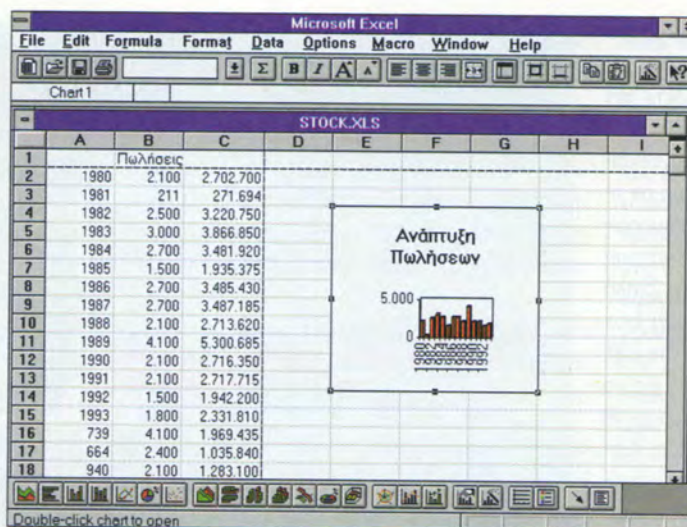 Microsoft Excel
File Edit Formula Format Data Options Macro Window Help
Σ B I A A
Chart 1
STOCK.XLS
A B C D E F G H I
1 Πωλήσεις
2 1980 2.100 2.702.700
3 1981 211 271.694
4 1982 2.500 3.220.750
5 1983 3.000 3.866.850
6 1984 2.700 3.481.920
7 1985 1.500 1.935.375
8 1986 2.700 3.485.430
9 1987 2.700 3.487.185
10 1988 2.100 2.713.620
11 1989 4.100 5.300.685
12 1990 2.100 2.716.350
13 1991 2.100 2.717.715
14 1992 1.500 1.942.200
15 1993 1.800 2.331.810
16 739 4.100 1.969.435
17 664 2.400 1.035.840
18 940 2.100 1.283.100
Ανάπτυξη
Πωλήσεων
5.000
0
1980 1982 1984 1986 1988 1990 1992
Double-click chart to open